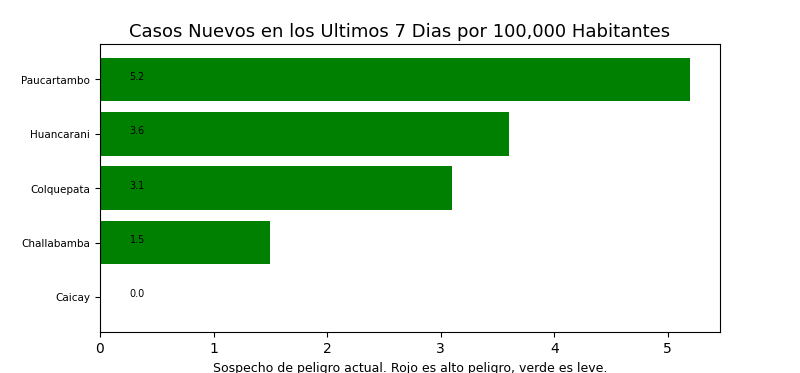 Casos Nuevos en los Ultimos 7 Dias por 100,000 Habitantes
Paucartambo 5.2
Huancarani 3.6
Colquepata 3.1
Challabamba 1.5
Caicay 0.0
0 1 2 3 4 5
Sospecho de peligro actual. Rojo es alto peligro, verde es leve.